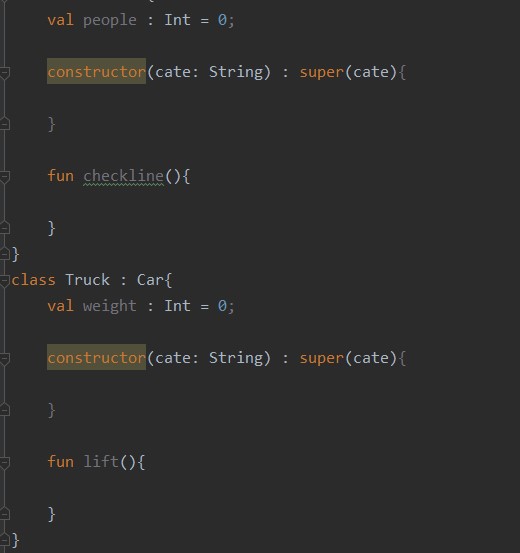 val people : Int = 0;
constructor(cate: String) : super(cate){
}
fun checkline(){
}
}
class Truck : Car{
val weight : Int = 0;
constructor(cate: String) : super(cate){
}
fun lift(){
}
}